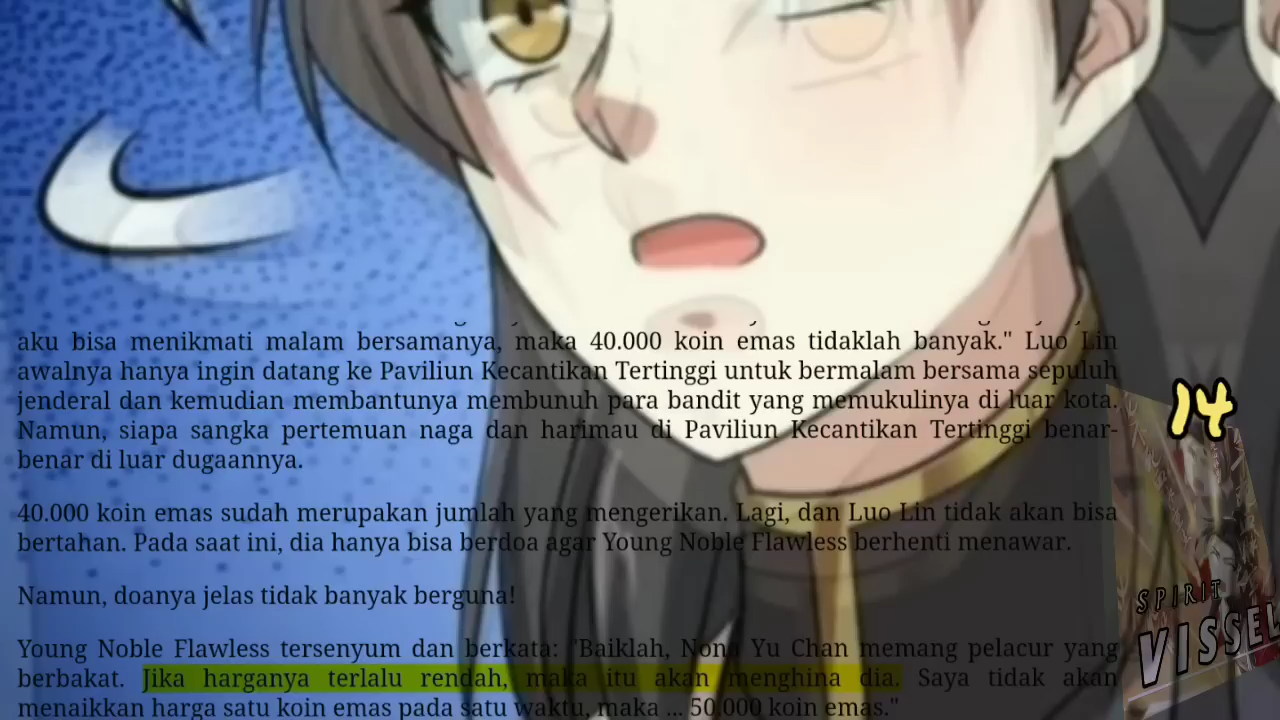 aku bisa menikmati malam bersamanya, maka 40.000 koin emas tidaklah banyak." Luo Lin
awalnya hanya ingin datang ke Paviliun Kecantikan Tertinggi untuk bermalam bersama sepuluh
jenderal dan kemudian membantunya membunuh para bandit yang memukulinya di luar kota.
Namun, siapa sangka pertemuan naga dan harimau di Paviliun Kecantikan Tertinggi benar-
benar di luar dugaannya.
40.000 koin emas sudah merupakan jumlah yang mengerikan. Lagi, dan Luo Lin tidak akan bisa
bertahan. Pada saat ini, dia hanya bisa berdoa agar Young Noble Flawless berhenti menawar.
Namun, doanya jelas tidak banyak berguna!
Young Noble Flawless tersenyum dan berkata: "Baiklah, Nona Yu Chan memang pelacur yang
berbakat. Jika harganya terlalu rendah, maka itu akan menghina dia. Saya tidak akan
menaikkan harga satu koin emas pada satu waktu, maka ... 50.000 koin emas."
14
SPIRIT
VISSEL